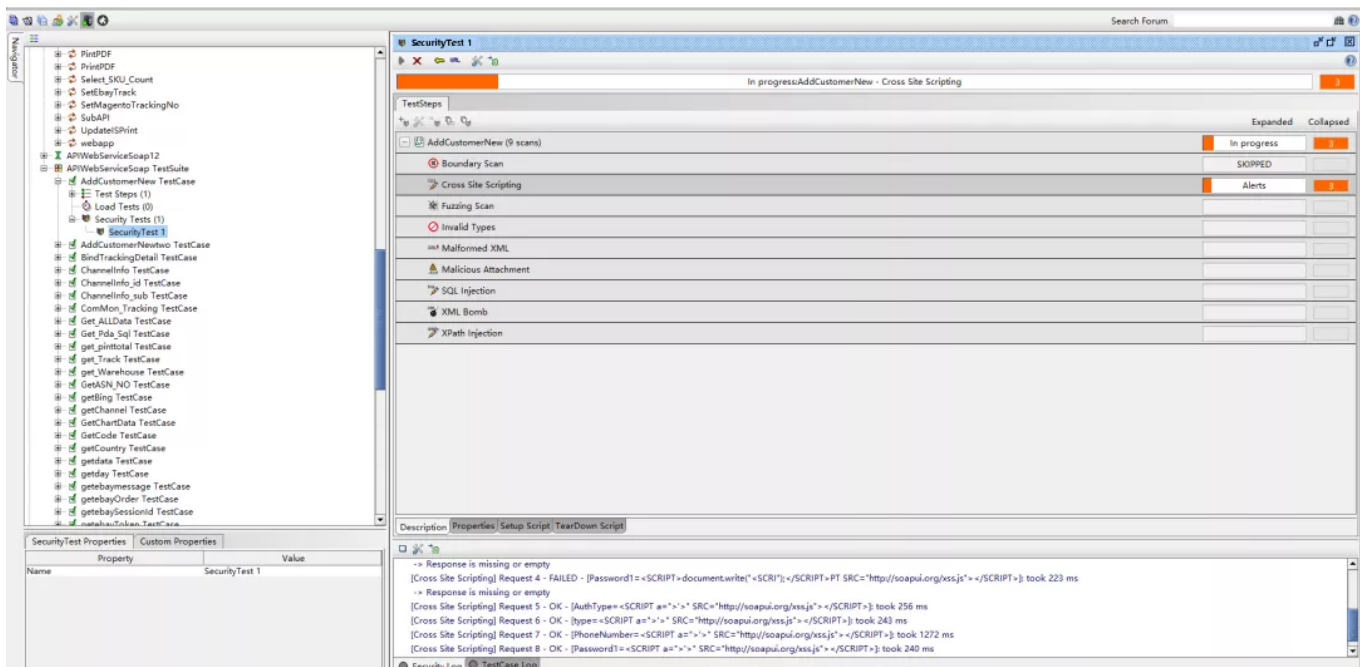 Search Forum
Navigator
PintPDF
PrintPDF
Select_SKU_Count
SetEbayTrack
SetMagentoTrackingNo
SubAPI
UpdateISPrint
webapp
APIWebServiceSoap12
APIWebServiceSoap TestSuite
AddCustomerNew TestCase
Test Steps (1)
Load Tests (0)
Security Tests (1)
SecurityTest 1
AddCustomerNewtwo TestCase
BindTrackingDetail TestCase
ChannelInfo TestCase
ChannelInfo_id TestCase
ChannelInfo_sub TestCase
ComMon_Tracking TestCase
Get_ALLData TestCase
Get_Pda_Sql TestCase
get_pinttotal TestCase
get_Track TestCase
get_Warehouse TestCase
GetASN_NO TestCase
getBing TestCase
getChannel TestCase
GetChartData TestCase
GetCode TestCase
getCountry TestCase
getdata TestCase
getday TestCase
getebaymessage TestCase
getebayOrder TestCase
getebaySessionId TestCase
getebayToken TestCase
SecurityTest Properties Custom Properties
Property Value
Name SecurityTest 1
SecurityTest 1
In progress:AddCustomerNew - Cross Site Scripting 3
TestSteps
Expanded Collapsed
AddCustomerNew (9 scans) In progress 3
Boundary Scan SKIPPED
Cross Site Scripting Alerts 3
Fuzzing Scan
Invalid Types
Malformed XML
Malicious Attachment
SQL Injection
XML Bomb
XPath Injection
Description Properties Setup Script TearDown Script
-> Response is missing or empty
[Cross Site Scripting] Request 4 - FAILED - [Password1=<SCRIPT>document.write("<SCRI");</SCRIPT>PT SRC="http://soapui.org/xss.js"></SCRIPT>]: took 223 ms
-> Response is missing or empty
[Cross Site Scripting] Request 5 - OK - [AuthType=<SCRIPT a=">'>" SRC="http://soapui.org/xss.js"></SCRIPT>]: took 256 ms
[Cross Site Scripting] Request 6 - OK - [type=<SCRIPT a=">'>" SRC="http://soapui.org/xss.js"></SCRIPT>]: took 243 ms
[Cross Site Scripting] Request 7 - OK - [PhoneNumber=<SCRIPT a=">'>" SRC="http://soapui.org/xss.js"></SCRIPT>]: took 1272 ms
[Cross Site Scripting] Request 8 - OK - [Password1=<SCRIPT a=">'>" SRC="http://soapui.org/xss.js"></SCRIPT>]: took 240 ms
Security Log TestCase Log